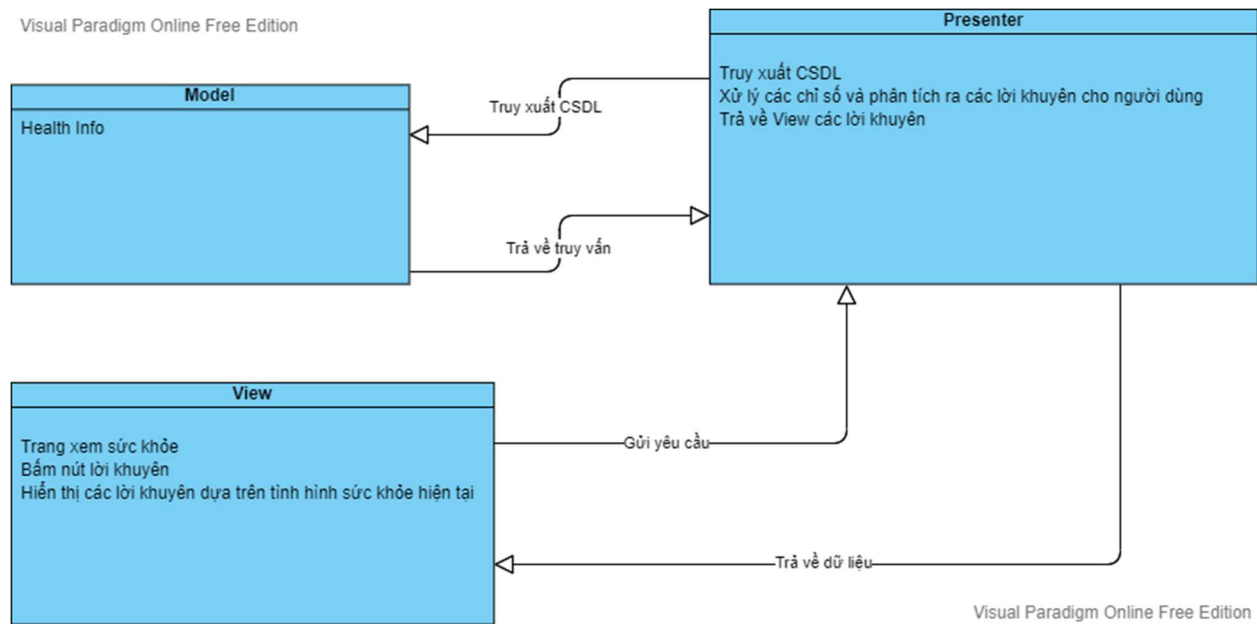 Visual Paradigm Online Free Edition
Presenter
Truy xuất CSDL
Xử lý các chỉ số và phân tích ra các lời khuyên cho người dùng
Trả về View các lời khuyên
Model
Health Info
Truy xuất CSDL
Trả về truy vấn
View
Trang xem sức khỏe
Bấm nút lời khuyên
Hiển thị các lời khuyên dựa trên tình hình sức khỏe hiện tại
Gửi yêu cầu
Trả về dữ liệu
Visual Paradigm Online Free Edition